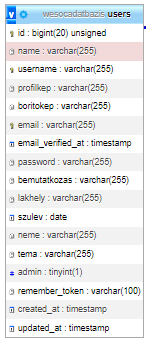 v wesocadatbazis users
id : bigint(20) unsigned
name : varchar(255)
username : varchar(255)
profilkep : varchar(255)
boritokep : varchar(255)
email : varchar(255)
email_verified_at : timestamp
password : varchar(255)
bemutatkozas : varchar(255)
lakhely : varchar(255)
szulev : date
neme : varchar(255)
tema : varchar(255)
admin : tinyint(1)
remember_token : varchar(100)
created_at : timestamp
updated_at : timestamp